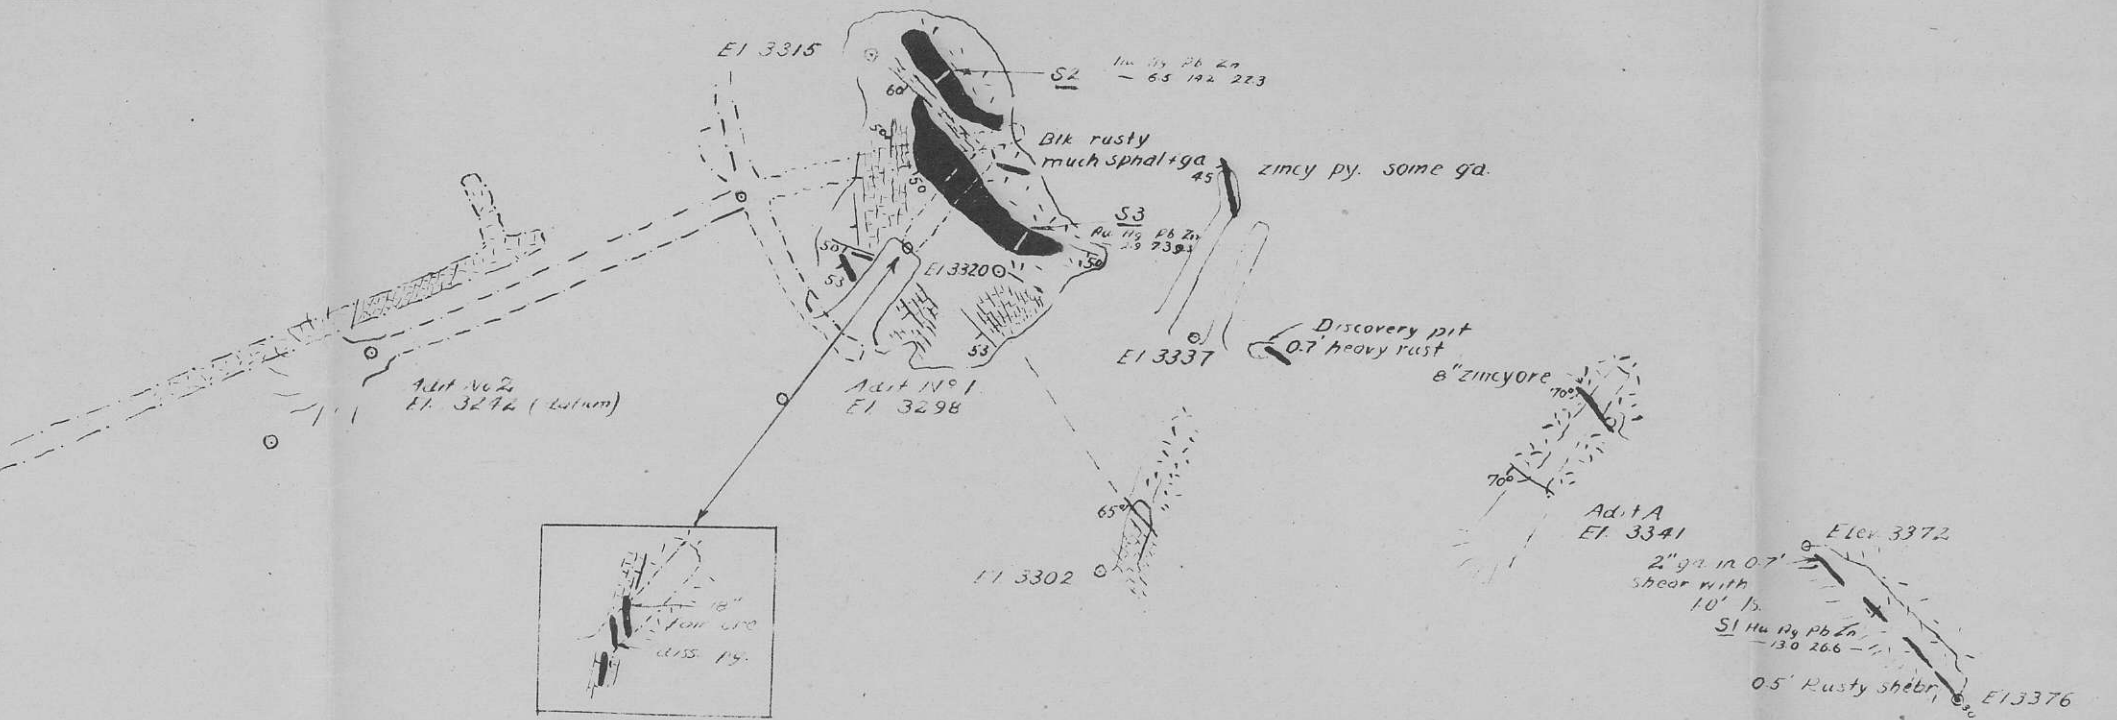 El 3315
S2
Au Ag Pb Zn
— 6.5 14.2 22.3
60°
50°
Blk rusty
much sphal + ga
45
zincy py. some ga.
50
S3
Au Ag Pb Zn
50
53
El 3320
50
53
El 3337
Discovery pit
0.7' heavy rust
8" zincy ore
70°
Adit No 2
El. 3242 (datum)
Adit No 1
El 3298
70°
Adit A
El. 3341
65°
El 3302
Elev. 3372
2" ga. in 0.7'
shear with
1.0' ls.
S1 Au Ag Pb Zn
— 13.0 26.6 —
0.5' Rusty shear
El 3376
30
18"
fair ore
diss. py.